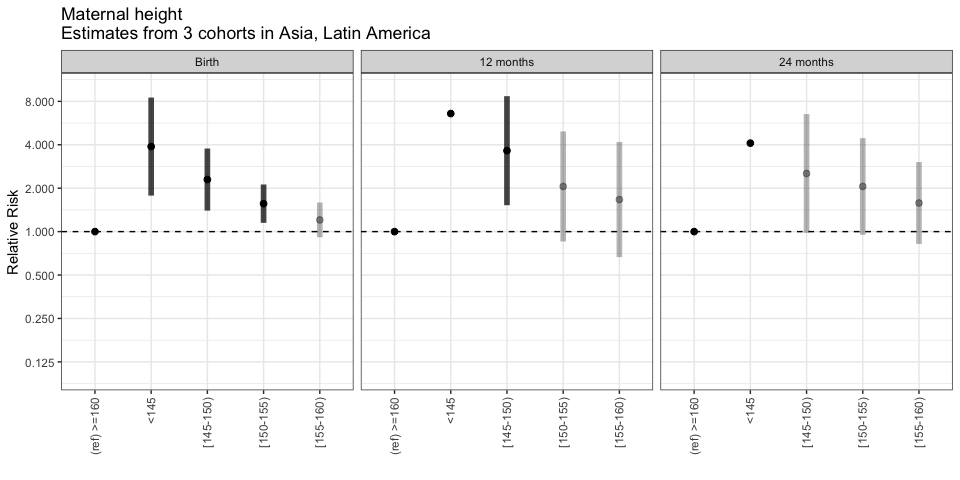 Maternal height
Estimates from 3 cohorts in Asia, Latin America
Birth
12 months
24 months
Relative Risk
8.000
4.000
2.000
1.000
0.500
0.250
0.125
(ref) >=160
<145
[145-150)
[150-155)
[155-160)
(ref) >=160
<145
[145-150)
[150-155)
[155-160)
(ref) >=160
<145
[145-150)
[150-155)
[155-160)